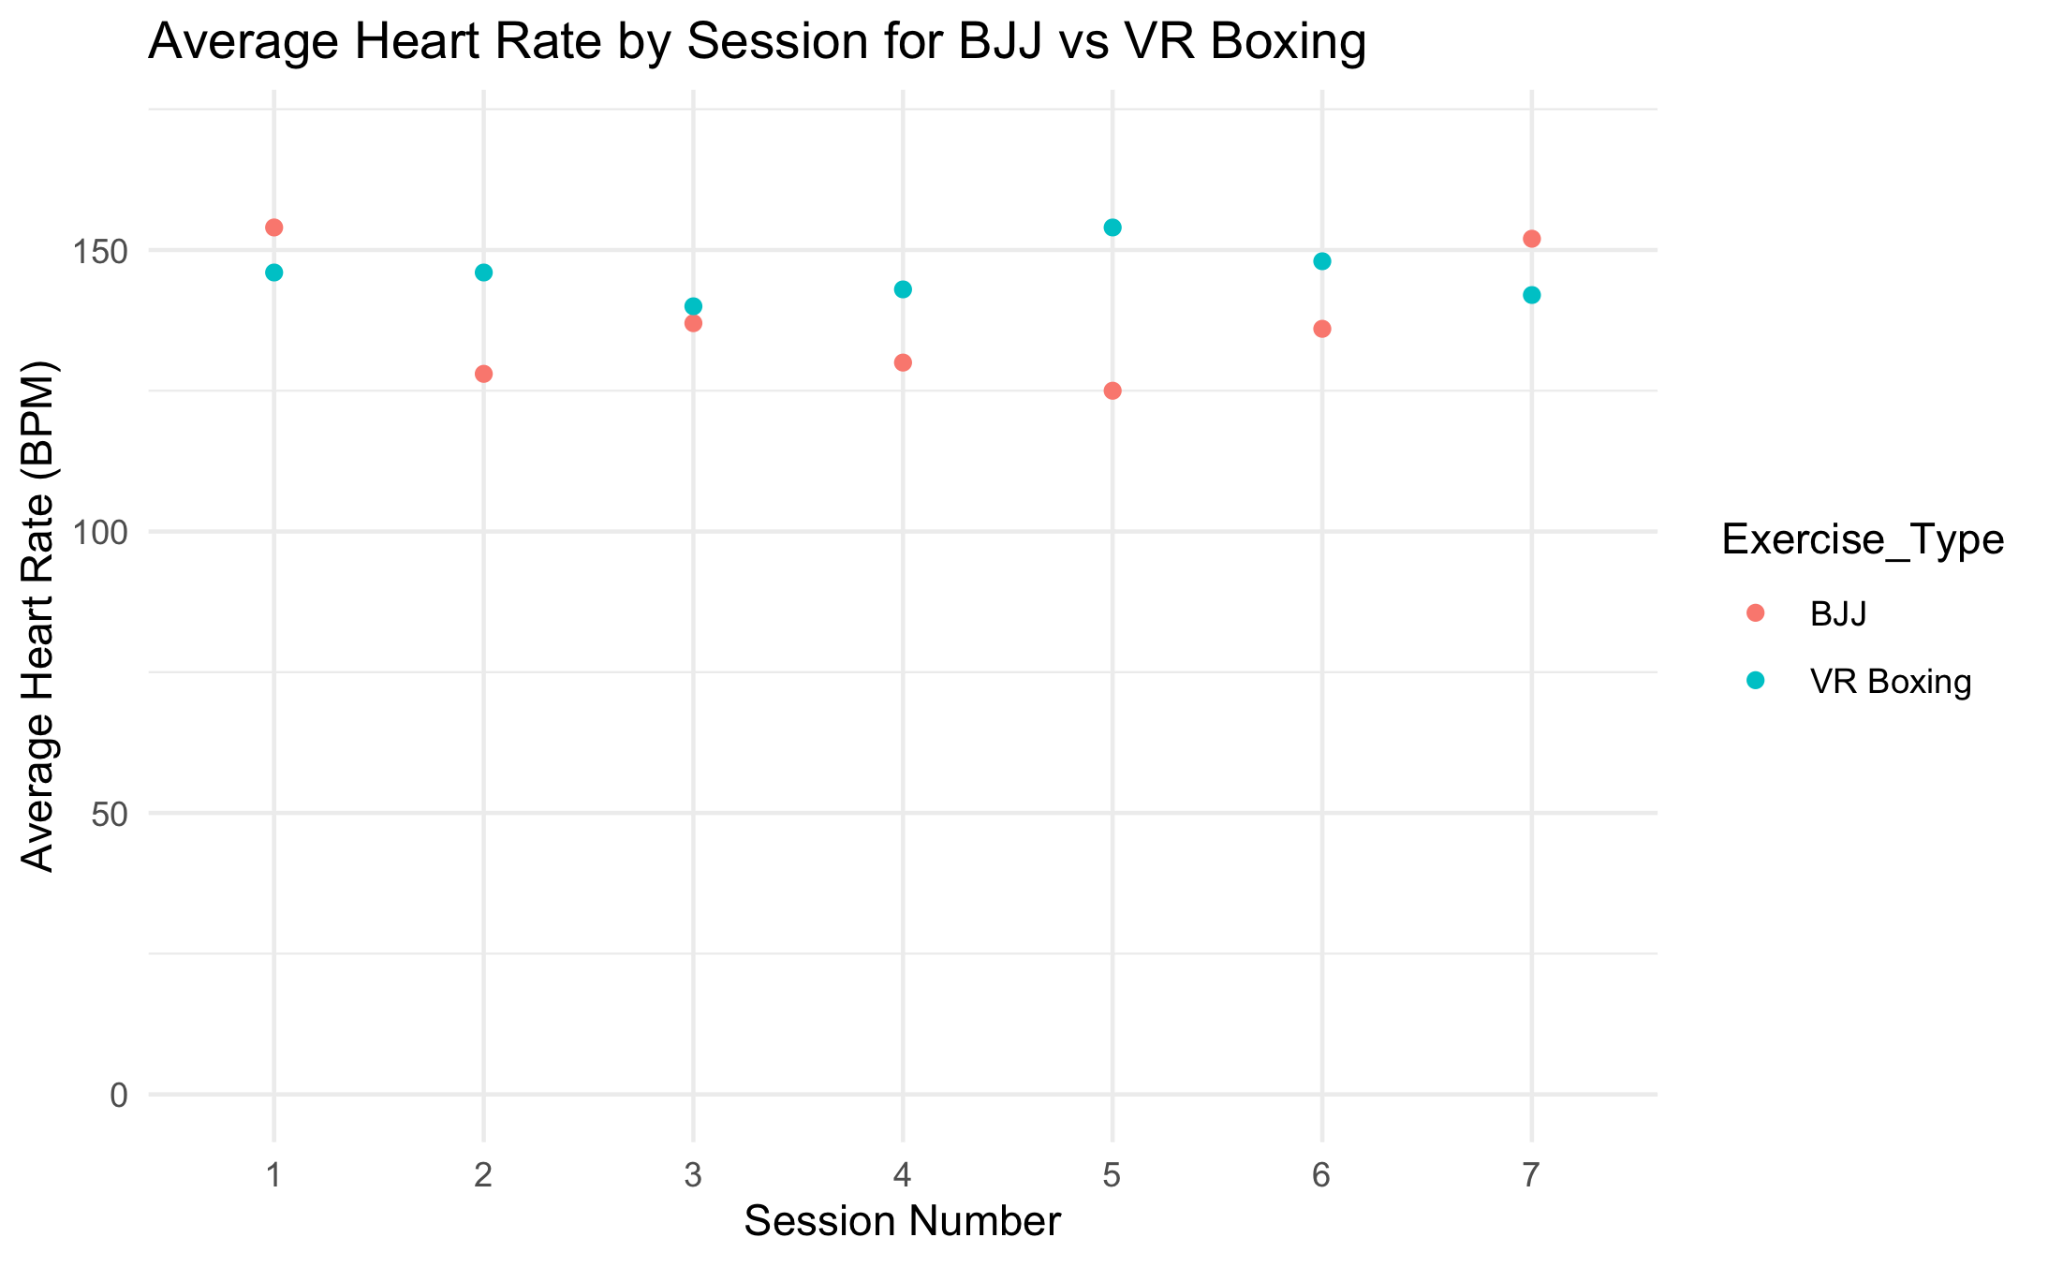 Average Heart Rate by Session for BJJ vs VR Boxing
Average Heart Rate (BPM)
150
100
50
0
1 2 3 4 5 6 7
Session Number
Exercise_Type
BJJ
VR Boxing